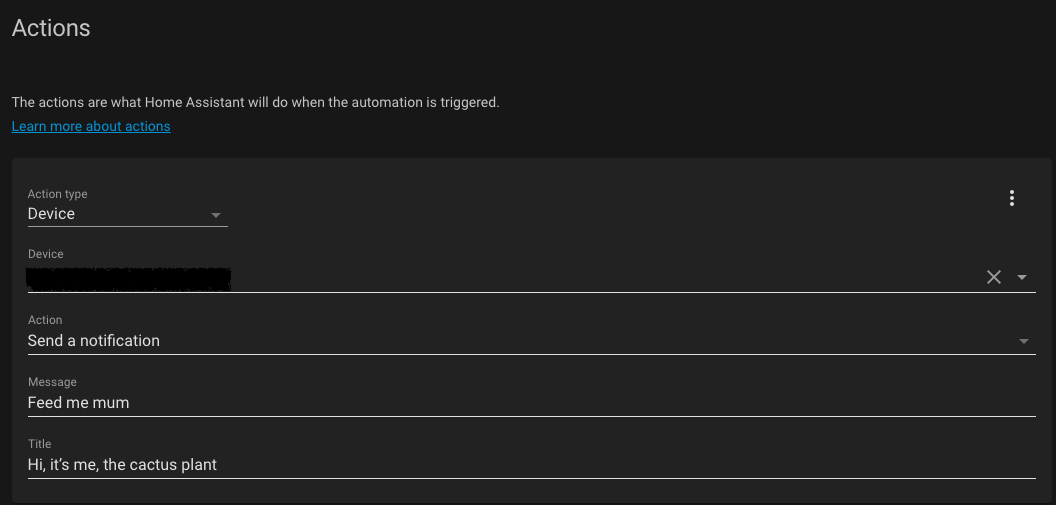 Actions
The actions are what Home Assistant will do when the automation is triggered.
Learn more about actions
Action type
Device
Device
Action
Send a notification
Message
Feed me mum
Title
Hi, it’s me, the cactus plant